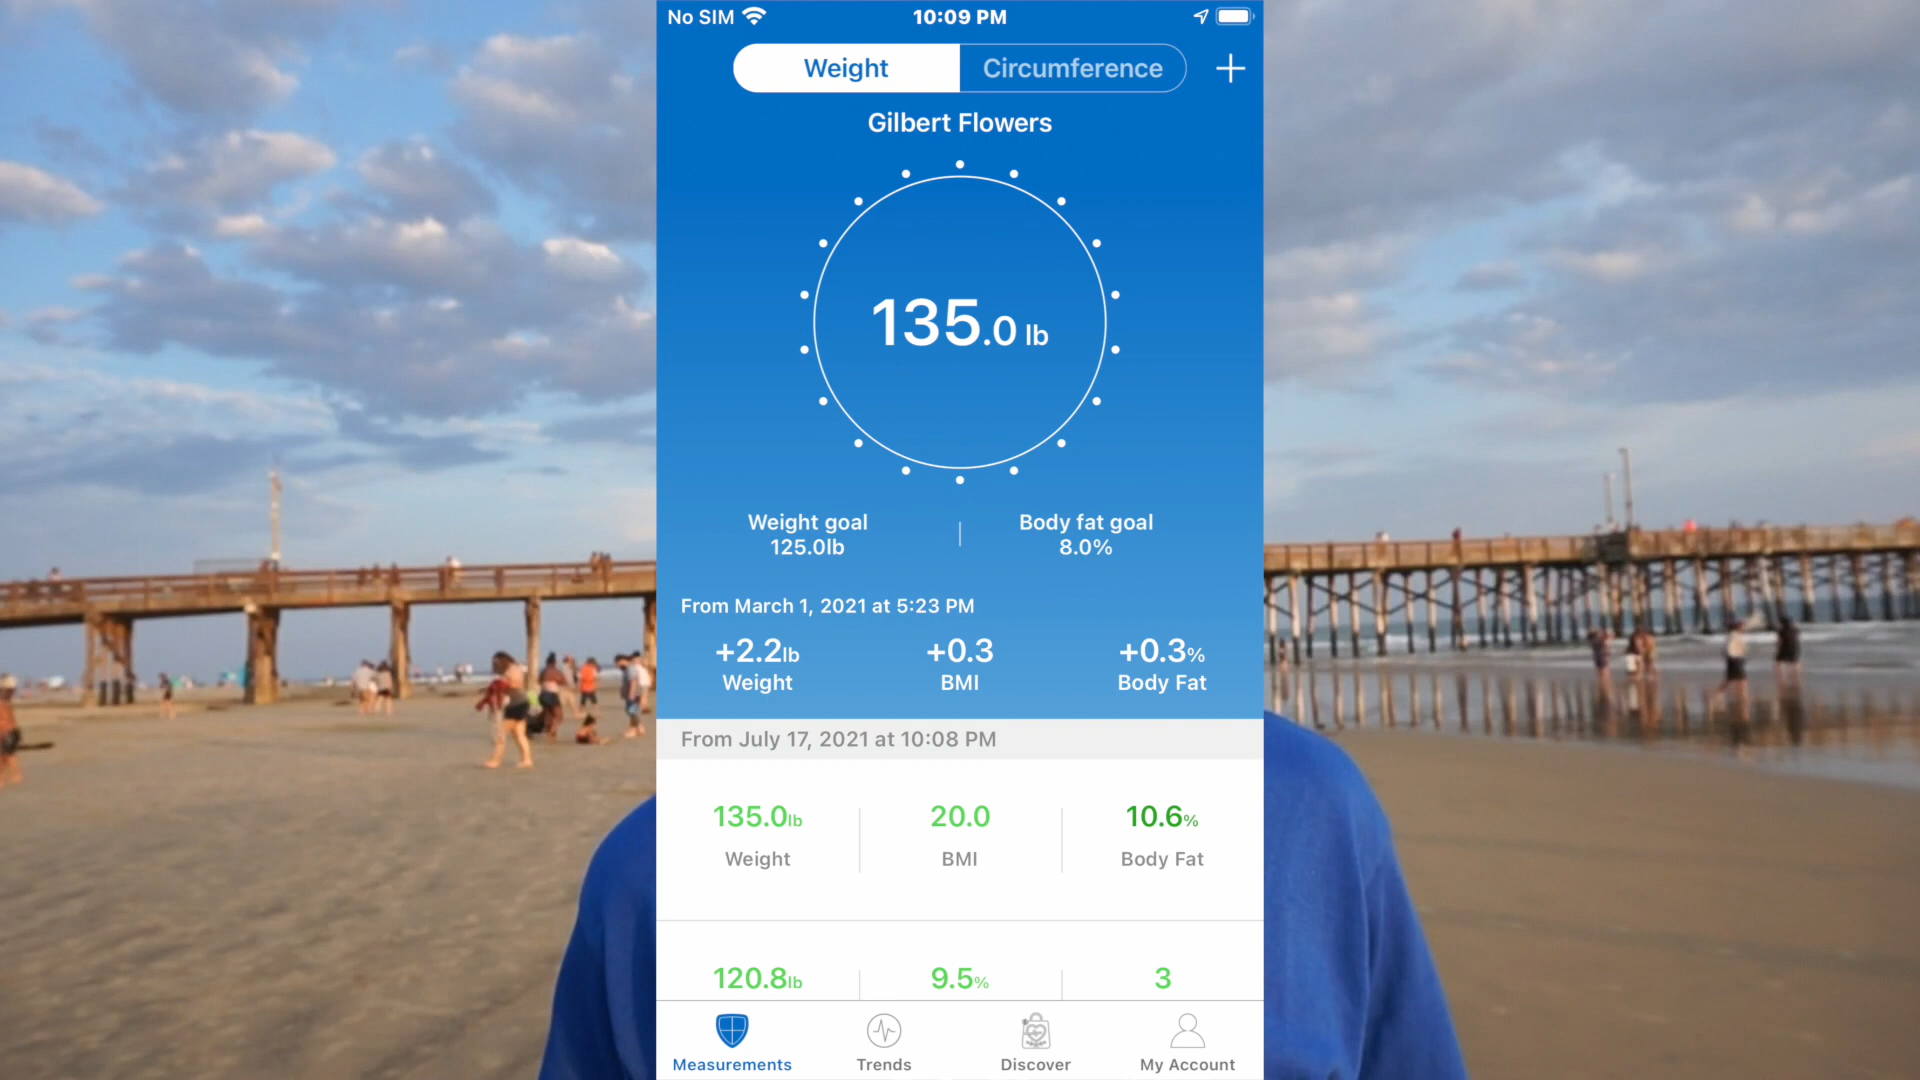 No SIM 10:09 PM
Weight Circumference +
Gilbert Flowers
135.0 lb
Weight goal Body fat goal
125.0lb 8.0%
From March 1, 2021 at 5:23 PM
+2.2lb +0.3 +0.3%
Weight BMI Body Fat
From July 17, 2021 at 10:08 PM
135.0lb 20.0 10.6%
Weight BMI Body Fat
120.8lb 9.5% 3
Measurements Trends Discover My Account